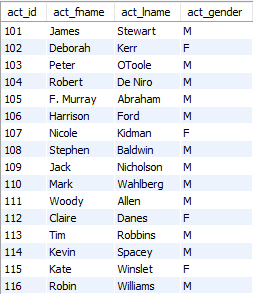 act_id act_fname act_lname act_gender
101 James Stewart M
102 Deborah Kerr F
103 Peter OToole M
104 Robert De Niro M
105 F. Murray Abraham M
106 Harrison Ford M
107 Nicole Kidman F
108 Stephen Baldwin M
109 Jack Nicholson M
110 Mark Wahlberg M
111 Woody Allen M
112 Claire Danes F
113 Tim Robbins M
114 Kevin Spacey M
115 Kate Winslet F
116 Robin Williams M